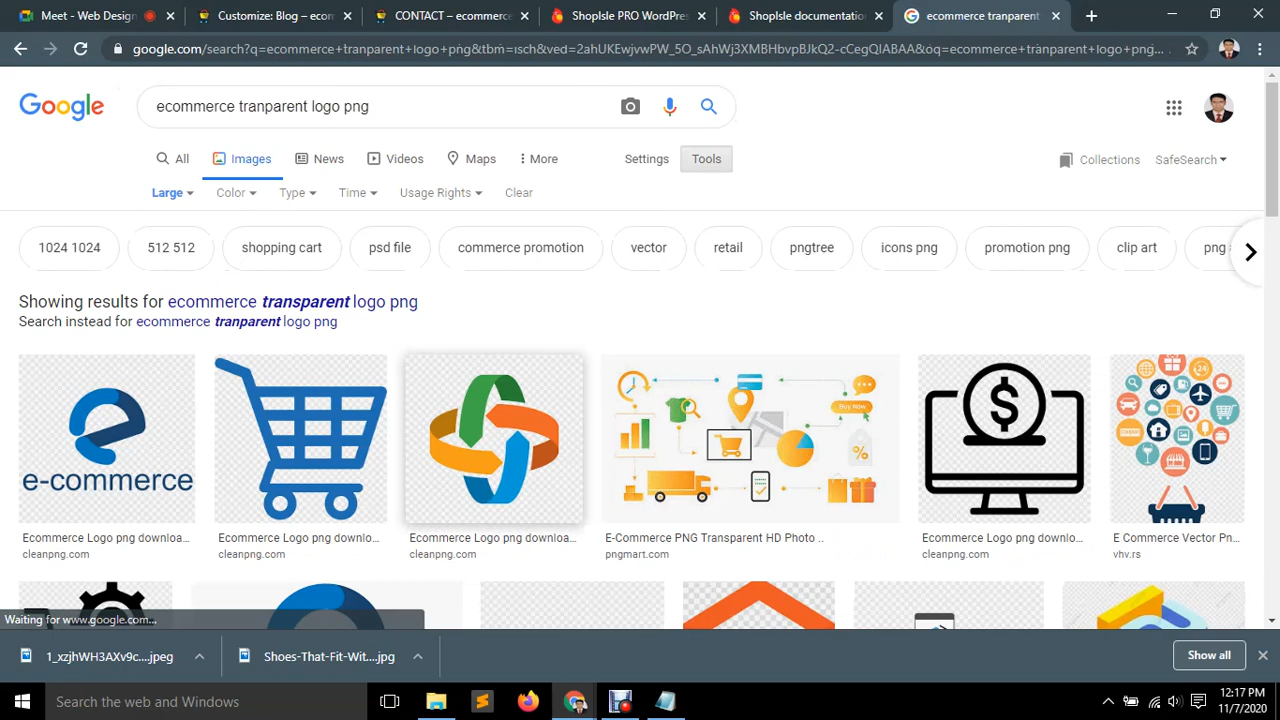 Meet - Web Desig
Customize: Blog – ecom
CONTACT – ecommerce
ShopIsle PRO WordPres
ShopIsle documentation
ecommerce tranparent
google.com/search?q=ecommerce+tranparent+logo+png&tbm=isch&ved=2ahUKEwjvwPW_5O_sAhWj3XMBHbvpBJkQ2-cCegQIABAA&oq=ecommerce+tranparent+logo+png...
Google
ecommerce tranparent logo png
All
Images
News
Videos
Maps
More
Settings
Tools
Collections
SafeSearch
Large
Color
Type
Time
Usage Rights
Clear
1024 1024
512 512
shopping cart
psd file
commerce promotion
vector
retail
pngtree
icons png
promotion png
clip art
png
Showing results for ecommerce transparent logo png
Search instead for ecommerce tranparent logo png
e-commerce
Buy Now
$
24
%
Ecommerce Logo png downloa...
cleanpng.com
Ecommerce Logo png downlo...
cleanpng.com
Ecommerce Logo png downloa...
cleanpng.com
E-Commerce PNG Transparent HD Photo ..
pngmart.com
Ecommerce Logo png downlo...
cleanpng.com
E Commerce Vector Pn...
vhv.rs
Waiting for www.google.com...
1_xzjhWH3AXv9c....jpeg
Shoes-That-Fit-Wit....jpg
Show all
Search the web and Windows
12:17 PM
11/7/2020